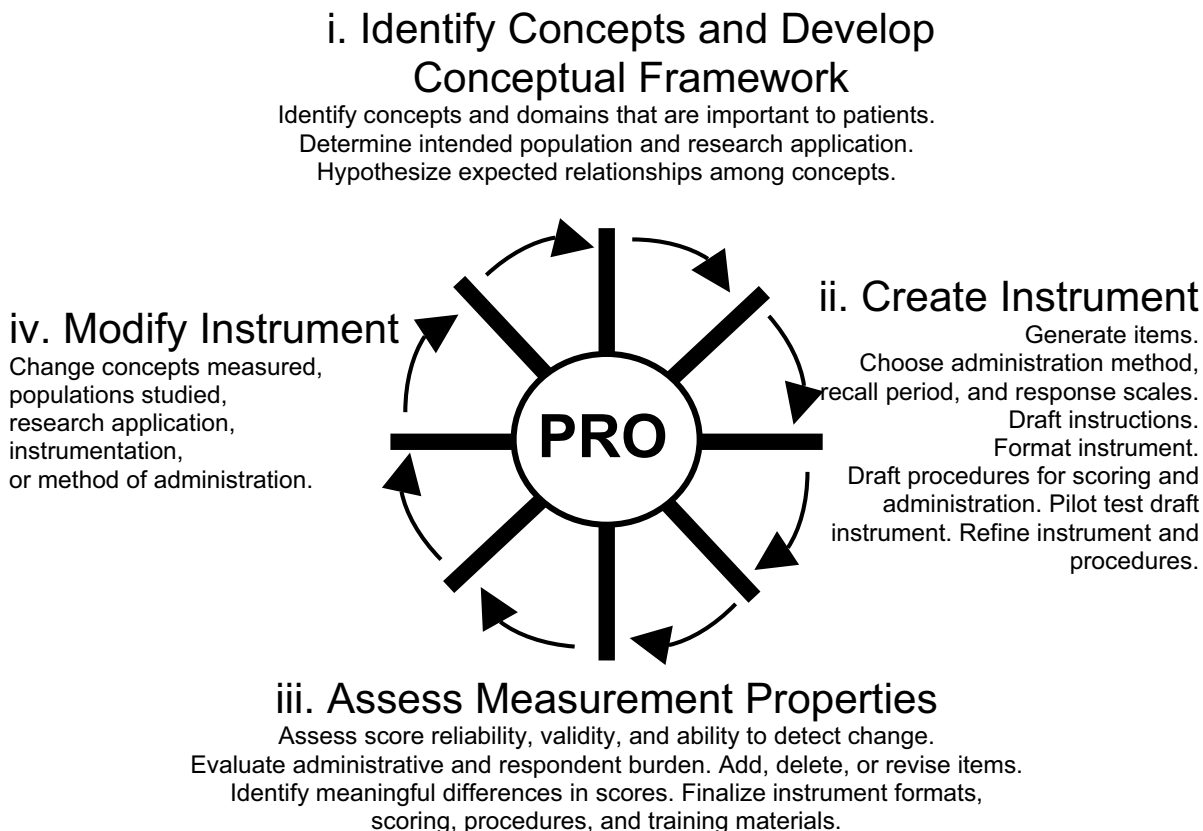 i. Identify Concepts and Develop
Conceptual Framework
Identify concepts and domains that are important to patients.
Determine intended population and research application.
Hypothesize expected relationships among concepts.
ii. Create Instrument
Generate items.
Choose administration method,
recall period, and response scales.
Draft instructions.
Format instrument.
Draft procedures for scoring and
administration. Pilot test draft
instrument. Refine instrument and
procedures.
iv. Modify Instrument
Change concepts measured,
populations studied,
research application,
instrumentation,
or method of administration.
PRO
iii. Assess Measurement Properties
Assess score reliability, validity, and ability to detect change.
Evaluate administrative and respondent burden. Add, delete, or revise items.
Identify meaningful differences in scores. Finalize instrument formats,
scoring, procedures, and training materials.